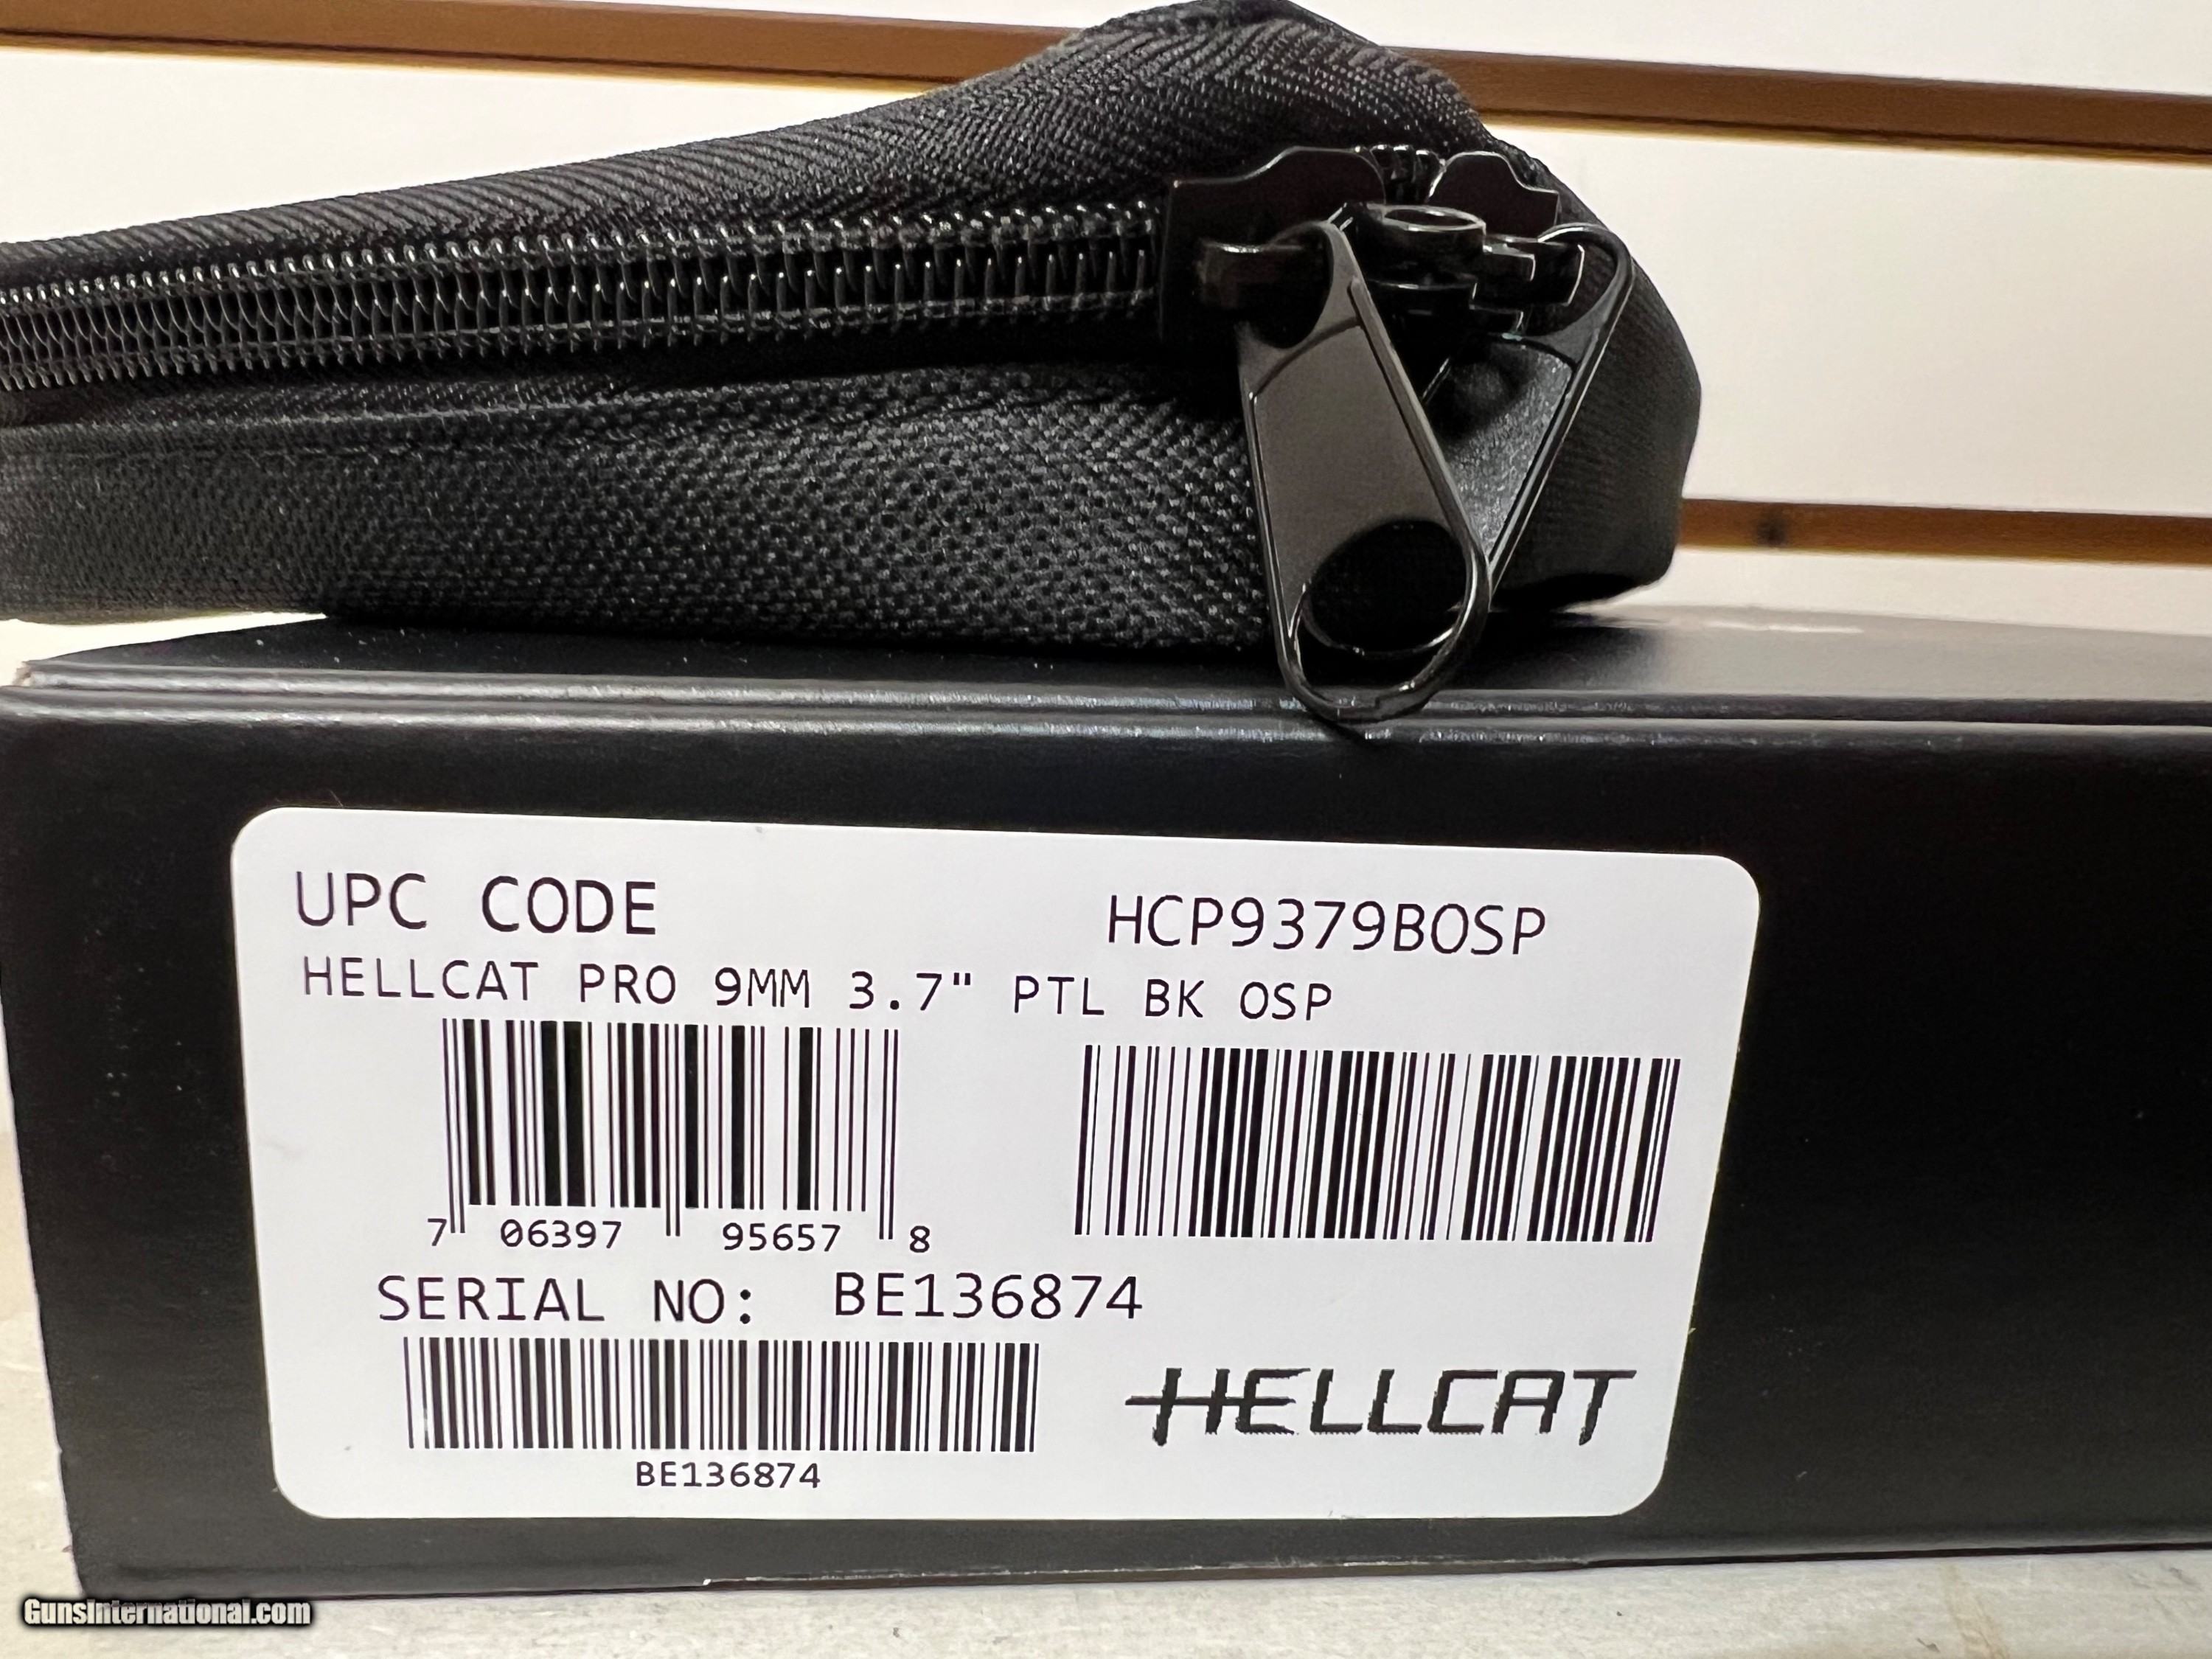 UPC CODE
HCP9379BOSP
HELLCAT PRO 9MM 3.7" PTL BK OSP
7 06397 95657 8
SERIAL NO: BE136874
BE136874
HELLCAT
GunsInternational.com